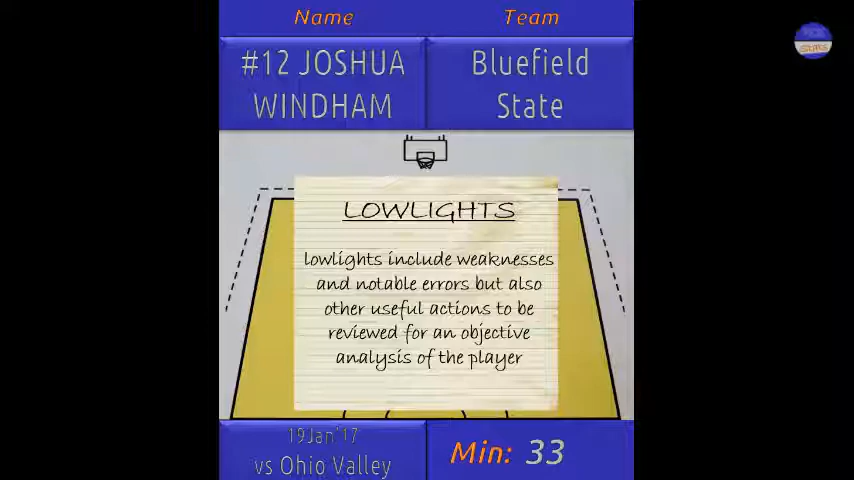 Name
Team
#12 JOSHUA
WINDHAM
Bluefield
State
LOWLIGHTS
lowlights include weaknesses
and notable errors but also
other useful actions to be
reviewed for an objective
analysis of the player
19Jan'17
vs Ohio Valley
Min: 33